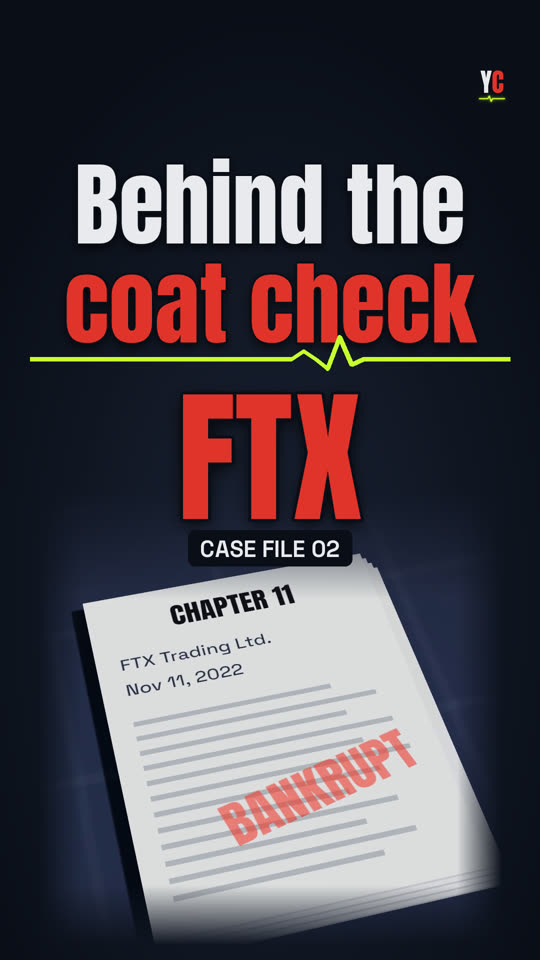 YC
Behind the
coat check
FTX
CASE FILE 02
CHAPTER 11
FTX Trading Ltd.
Nov 11, 2022
BANKRUPT